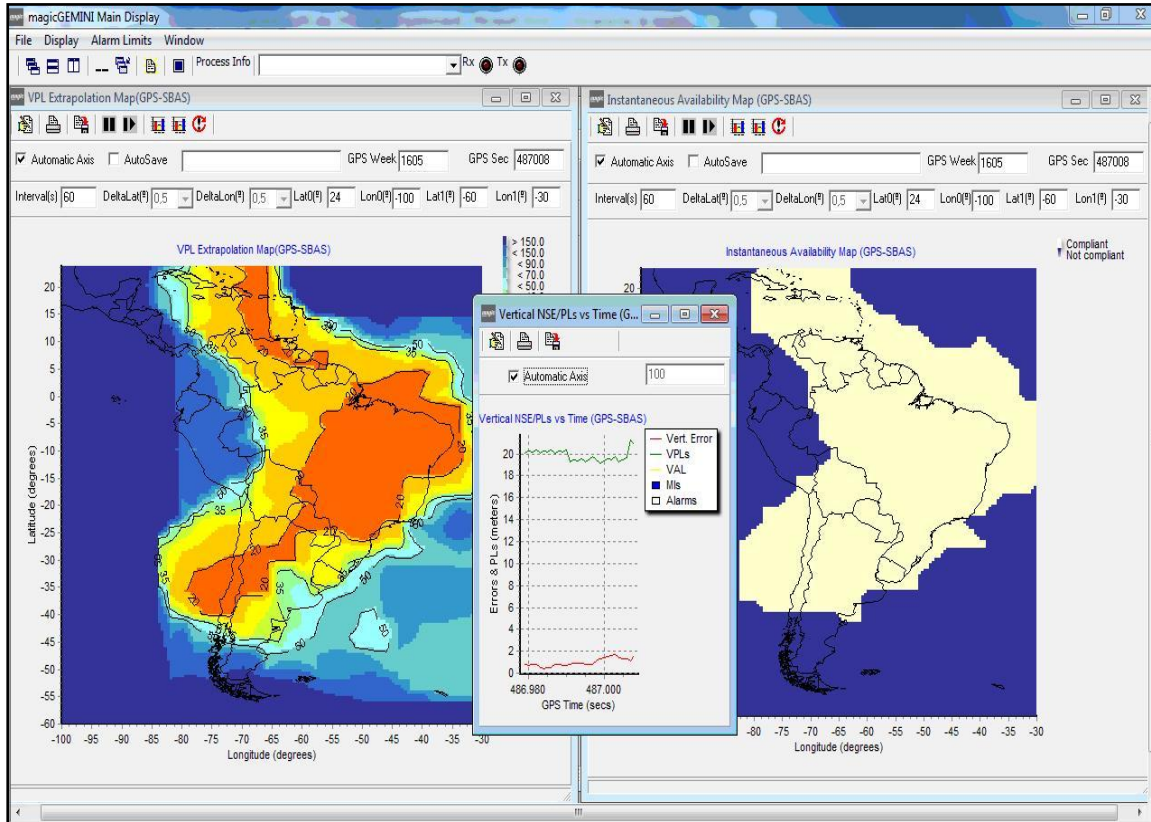 magicGEMINI Main Display
File Display Alarm Limits Window
Process Info Rx Tx
magic VPL Extrapolation Map(GPS-SBAS)
Automatic Axis AutoSave GPS Week 1605 GPS Sec 487008
Interval(s) 60 DeltaLat(º) 0,5 DeltaLon(º) 0,5 Lat0(º) 24 Lon0(º) -100 Lat1(º) -60 Lon1(º) -30
VPL Extrapolation Map(GPS-SBAS)
> 150.0
< 150.0
< 90.0
< 70.0
< 50.0
20
15
10
5
0
-5
-10
-15
-20
-25
-30
-35
-40
-45
-50
-55
-60
Latitude (degrees)
-100 -95 -90 -85 -80 -75 -70 -65 -60 -55 -50 -45 -40 -35 -30
Longitude (degrees)
magic Instantaneous Availability Map (GPS-SBAS)
Automatic Axis AutoSave GPS Week 1605 GPS Sec 487008
Interval(s) 60 DeltaLat(º) 0,5 DeltaLon(º) 0,5 Lat0(º) 24 Lon0(º) -100 Lat1(º) -60 Lon1(º) -30
Instantaneous Availability Map (GPS-SBAS)
Compliant
Not compliant
20
-80 -75 -70 -65 -60 -55 -50 -45 -40 -35 -30
Longitude (degrees)
magic Vertical NSE/PLs vs Time (G...
Automatic Axis 100
Vertical NSE/PLs vs Time (GPS-SBAS)
Vert. Error
VPLs
VAL
MIs
Alarms
20
18
16
14
12
10
8
6
4
2
0
Errors & PLs (meters)
486.980 487.000
GPS Time (secs)